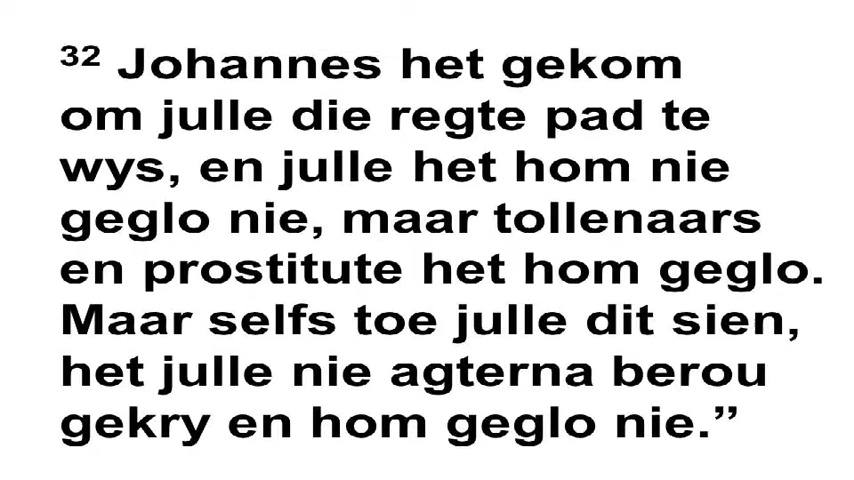 32 Johannes het gekom
om julle die regte pad te
wys, en julle het hom nie
geglo nie, maar tollenaars
en prostitute het hom geglo.
Maar selfs toe julle dit sien,
het julle nie agterna berou
gekry en hom geglo nie.”